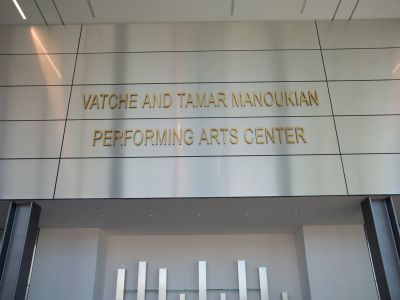 VATCHE AND TAMAR MANOUKIAN
PERFORMING ARTS CENTER